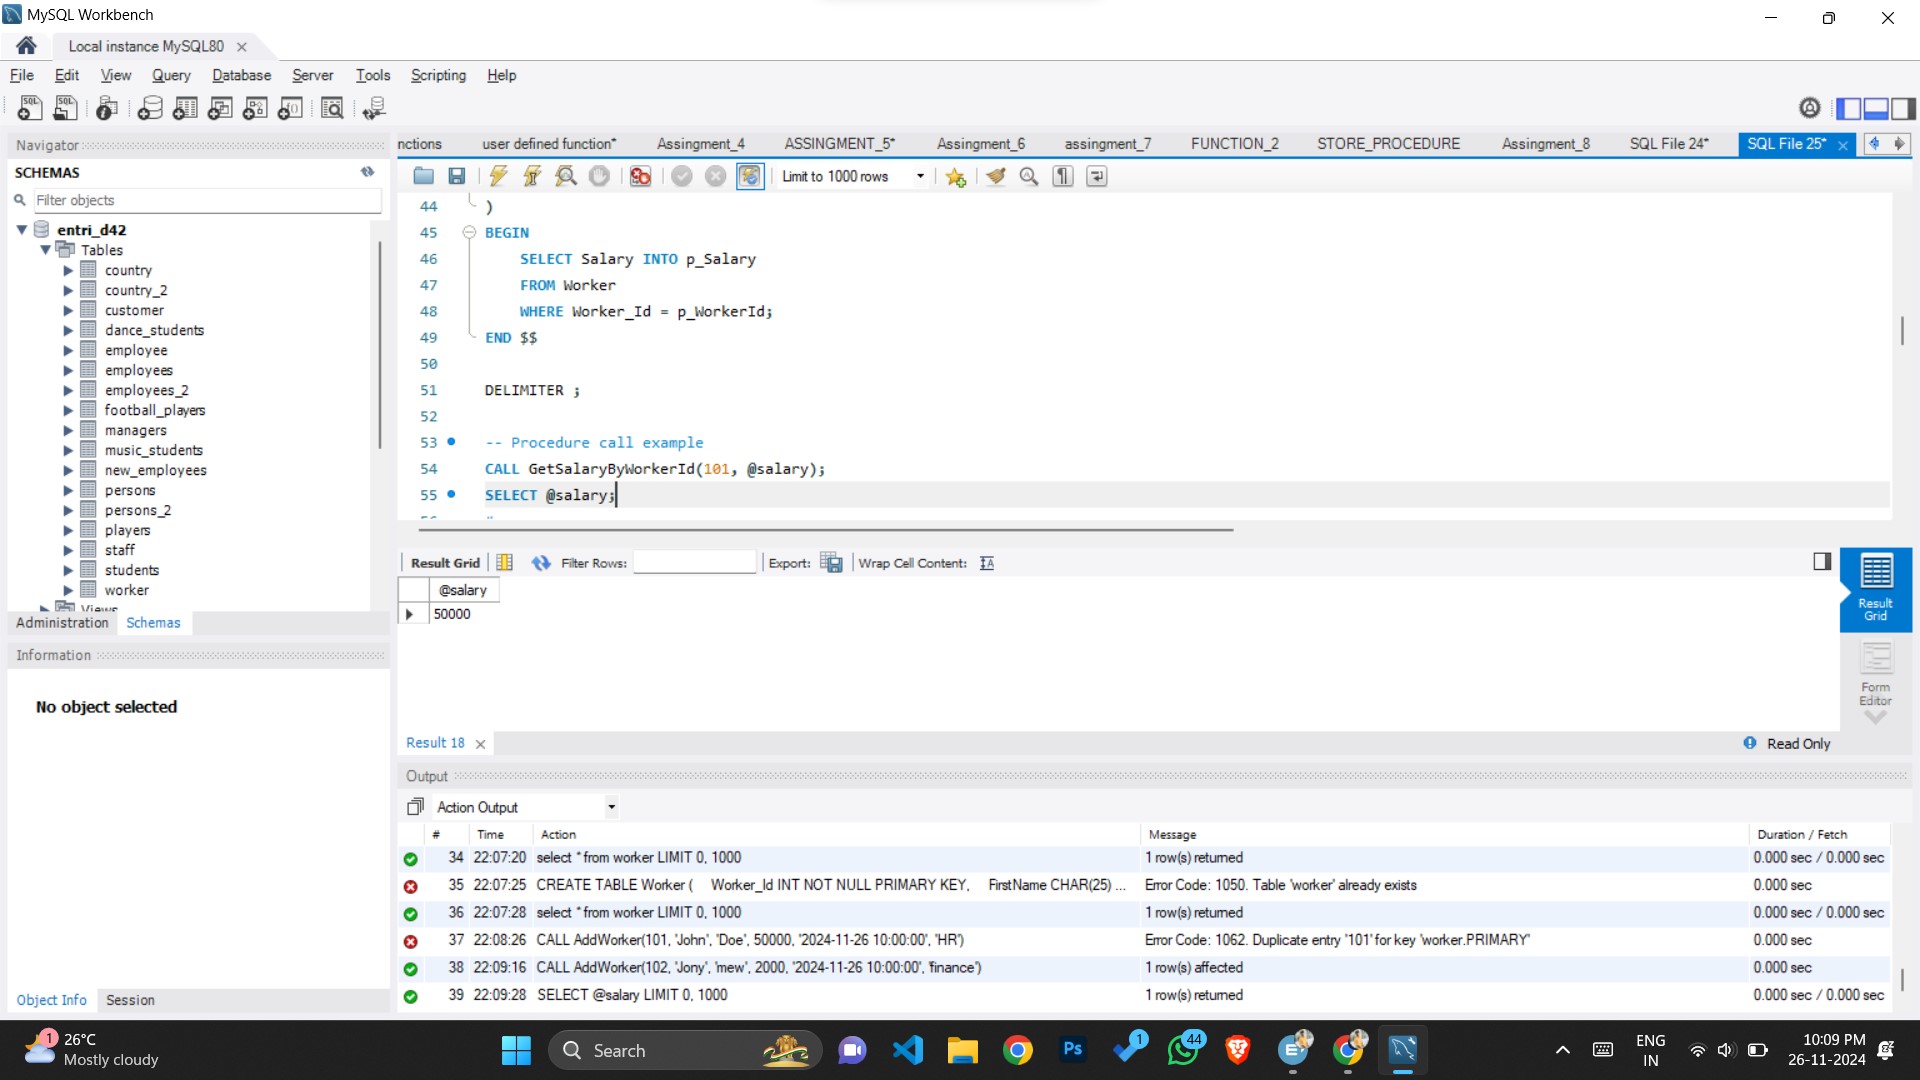 MySQL Workbench
Local instance MySQL80
File Edit View Query Database Server Tools Scripting Help
Navigator
SCHEMAS
Filter objects
entri_d42
Tables
country
country_2
customer
dance_students
employee
employees
employees_2
football_players
managers
music_students
new_employees
persons
persons_2
players
staff
students
worker
Views
Administration Schemas
Information
No object selected
Object Info Session
nctions user defined function* Assingment_4 ASSINGMENT_5* Assingment_6 assingment_7 FUNCTION_2 STORE_PROCEDURE Assingment_8 SQL File 24* SQL File 25*
Limit to 1000 rows
44 )
45 BEGIN
46 SELECT Salary INTO p_Salary
47 FROM Worker
48 WHERE Worker_Id = p_WorkerId;
49 END $$
50
51 DELIMITER ;
52
53 -- Procedure call example
54 CALL GetSalaryByWorkerId(101, @salary);
55 SELECT @salary;
Result Grid Filter Rows: Export: Wrap Cell Content:
@salary
50000
Result Grid
Form Editor
Result 18
Read Only
Output
Action Output
# Time Action Message Duration / Fetch
34 22:07:20 select * from worker LIMIT 0, 1000 1 row(s) returned 0.000 sec / 0.000 sec
35 22:07:25 CREATE TABLE Worker ( Worker_Id INT NOT NULL PRIMARY KEY, FirstName CHAR(25) ... Error Code: 1050. Table 'worker' already exists 0.000 sec
36 22:07:28 select * from worker LIMIT 0, 1000 1 row(s) returned 0.000 sec / 0.000 sec
37 22:08:26 CALL AddWorker(101, 'John', 'Doe', 50000, '2024-11-26 10:00:00', 'HR') Error Code: 1062. Duplicate entry '101' for key 'worker.PRIMARY' 0.000 sec
38 22:09:16 CALL AddWorker(102, 'Jony', 'mew', 2000, '2024-11-26 10:00:00', 'finance') 1 row(s) affected 0.000 sec
39 22:09:28 SELECT @salary LIMIT 0, 1000 1 row(s) returned 0.000 sec / 0.000 sec
1
26°C
Mostly cloudy
Search
Ps
1
44
ENG
IN
10:09 PM
26-11-2024